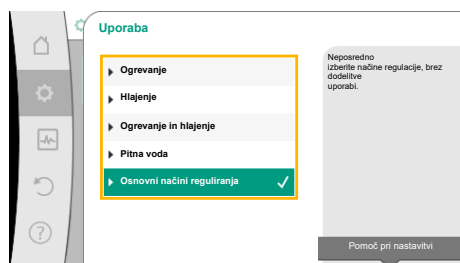 Uporaba
Ogrevanje
Hlajenje
Ogrevanje in hlajenje
Pitna voda
Osnovni načini reguliranja
Neposredno
izberite načine regulacije, brez
dodelitve
uporabi.
Pomoč pri nastavitvi